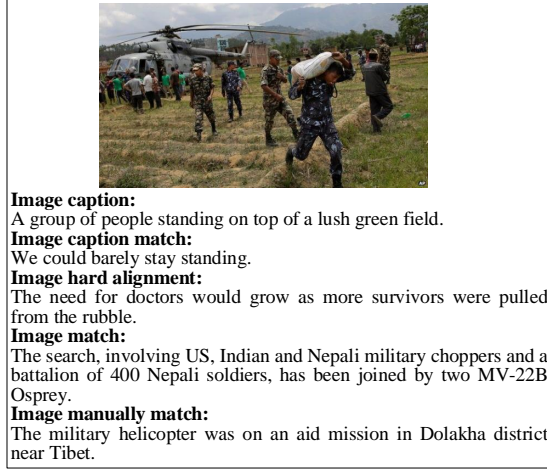 AP
Image caption:
A group of people standing on top of a lush green field.
Image caption match:
We could barely stay standing.
Image hard alignment:
The need for doctors would grow as more survivors were pulled
from the rubble.
Image match:
The search, involving US, Indian and Nepali military choppers and a
battalion of 400 Nepali soldiers, has been joined by two MV-22B
Osprey.
Image manually match:
The military helicopter was on an aid mission in Dolakha district
near Tibet.